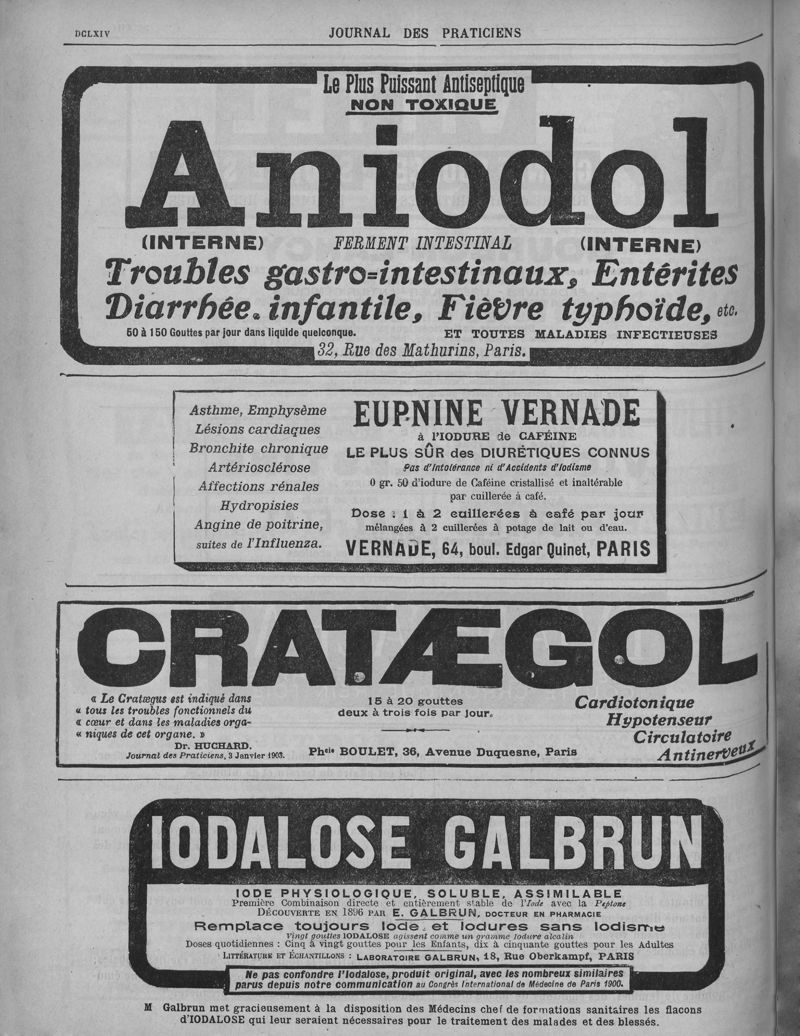 DCLXIV
JOURNAL DES PRATICIENS
Le Plus Puissant Antiseptique
NON TOXIQUE
Aniodol
(INTERNE) FERMENT INTESTINAL (INTERNE)
Troubles gastro=intestinaux, Entérites
Diarrhée. infantile, Fièvre typhoïde, etc.
50 à 150 Gouttes par jour dans liquide quelconque. ET TOUTES MALADIES INFECTIEUSES
32, Rue des Mathurins, Paris.
Asthme, Emphysème
Lésions cardiaques
Bronchite chronique
Artériosclérose
Affections rénales
Hydropisies
Angine de poitrine,
suites de l'Influenza.
EUPNINE VERNADE
à l'IODURE de CAFÉINE
LE PLUS SÛR des DIURÉTIQUES CONNUS
Pas d'Intolérance ni d'Accidents d'Iodisme
0 gr. 50 d'iodure de Caféine cristallisé et inaltérable
par cuillerée à café.
Dose : 1 à 2 cuillerées à café par jour
mélangées à 2 cuillerées à potage de lait ou d'eau.
VERNADE, 64, boul. Edgar Quinet, PARIS
CRATÆGOL
« Le Cratægus est indiqué dans
« tous les troubles fonctionnels du
« cœur et dans les maladies orga-
« niques de cet organe. »
Dr. HUCHARD.
Journal des Praticiens, 3 Janvier 1903.
15 à 20 gouttes
deux à trois fois par jour.
Phcie BOULET, 36, Avenue Duquesne, Paris
Cardiotonique
Hypotenseur
Circulatoire
Antinerveux
IODALOSE GALBRUN
IODE PHYSIOLOGIQUE, SOLUBLE, ASSIMILABLE
Première Combinaison directe et entièrement stable de l'Iode avec la Peptone
DÉCOUVERTE EN 1896 PAR E. GALBRUN, DOCTEUR EN PHARMACIE
Remplace toujours Iode et Iodures sans Iodisme
Vingt gouttes IODALOSE agissent comme un gramme Iodure alcalin
Doses quotidiennes : Cinq à vingt gouttes pour les Enfants, dix à cinquante gouttes pour les Adultes
LITTÉRATURE ET ÉCHANTILLONS : LABORATOIRE GALBRUN, 18, Rue Oberkampf, PARIS
Ne pas confondre l'Iodalose, produit original, avec les nombreux similaires
parus depuis notre communication au Congrès International de Médecine de Paris 1900.
M Galbrun met gracieusement à la disposition des Médecins chef de formations sanitaires les flacons
d'IODALOSE qui leur seraient nécessaires pour le traitement des malades et des blessés.